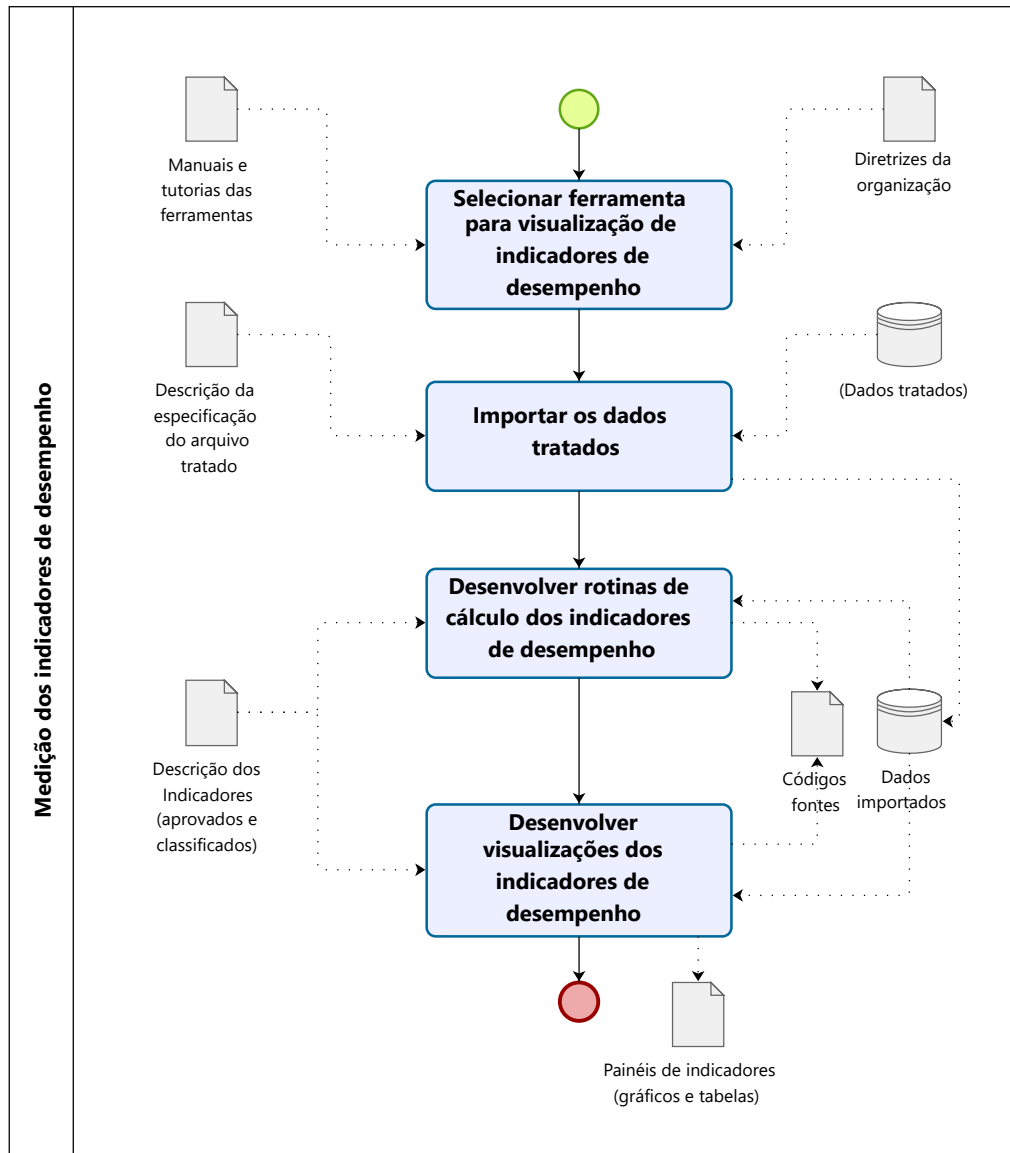 Medição dos indicadores de desempenho
Manuais e
tutorias das
ferramentas
Diretrizes da
organização
Selecionar ferramenta
para visualização de
indicadores de
desempenho
Descrição da
especificação
do arquivo
tratado
(Dados tratados)
Importar os dados
tratados
Desenvolver rotinas de
cálculo dos indicadores
de desempenho
Descrição dos
Indicadores
(aprovados e
classificados)
Códigos
fontes
Dados
importados
Desenvolver
visualizações dos
indicadores de
desempenho
Painéis de indicadores
(gráficos e tabelas)